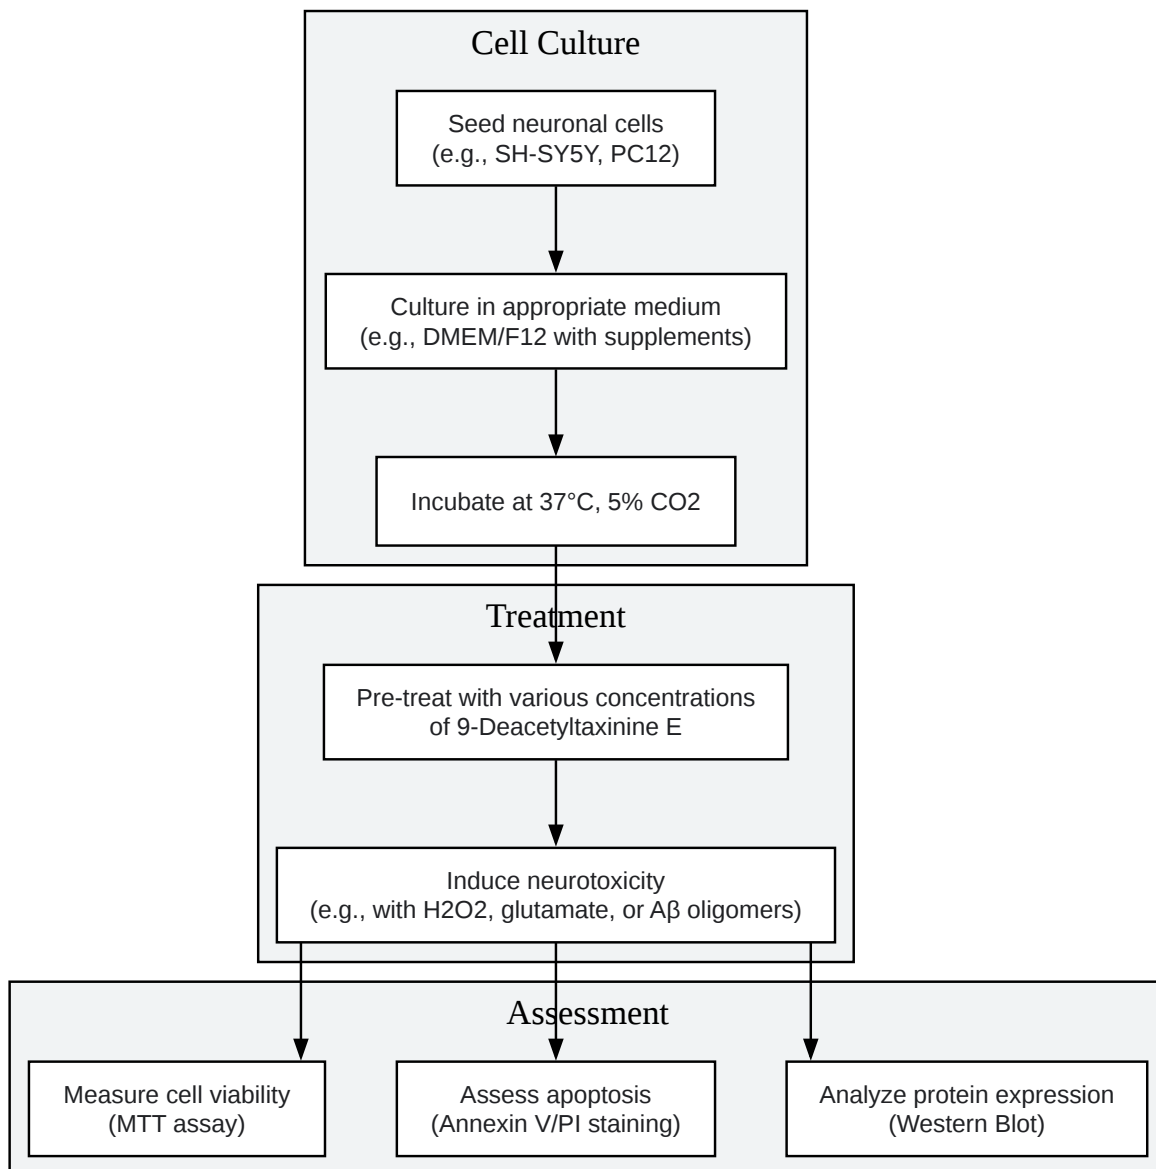 Cell Culture
Seed neuronal cells
(e.g., SH-SY5Y, PC12)
Culture in appropriate medium
(e.g., DMEM/F12 with supplements)
Incubate at 37°C, 5% CO2
Treatment
Pre-treat with various concentrations
of 9-Deacetyltaxinine E
Induce neurotoxicity
(e.g., with H2O2, glutamate, or Aβ oligomers)
Assessment
Measure cell viability
(MTT assay)
Assess apoptosis
(Annexin V/PI staining)
Analyze protein expression
(Western Blot)